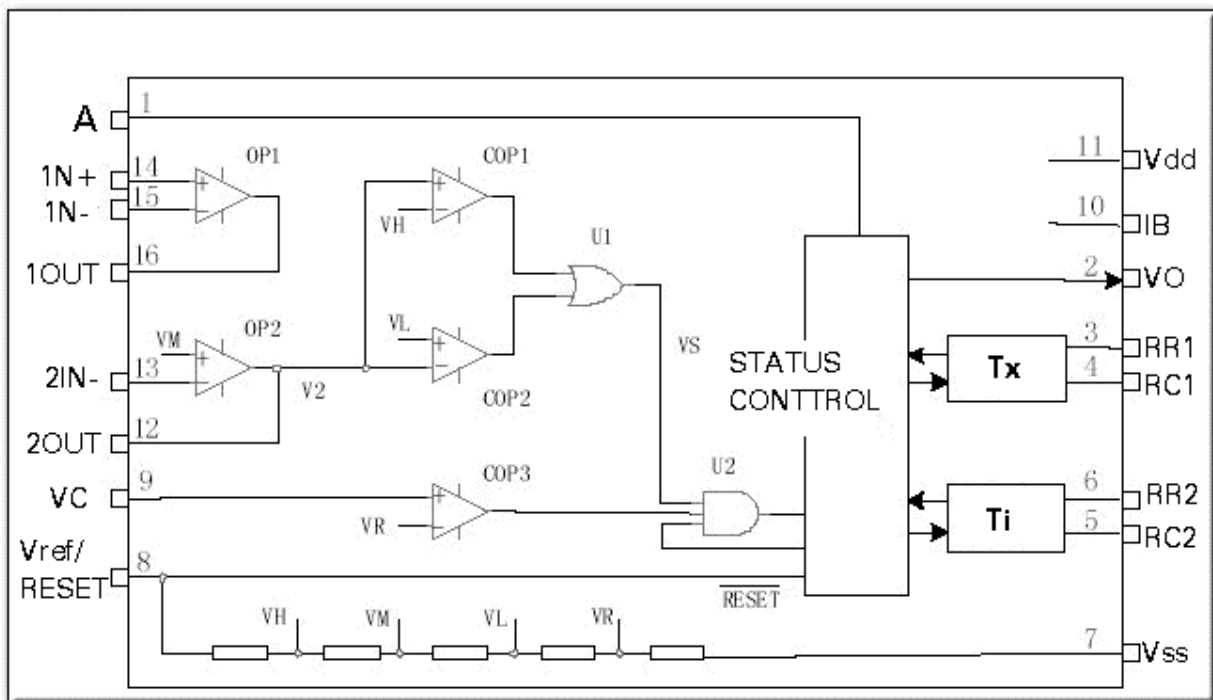 A 1
1N+ 14
1N- 15
OP1
COP1
VH
1OUT 16
U1
11 Vdd
10 IB
2 VO
VM
OP2
VL
2IN- 13
V2
COP2
VS
STATUS
CONTTROL
Tx
3 RR1
4 RC1
2OUT 12
VC 9
COP3
VR
U2
Ti
6 RR2
5 RC2
Vref/
RESET 8
RESET
VH VM VL VR
7 Vss